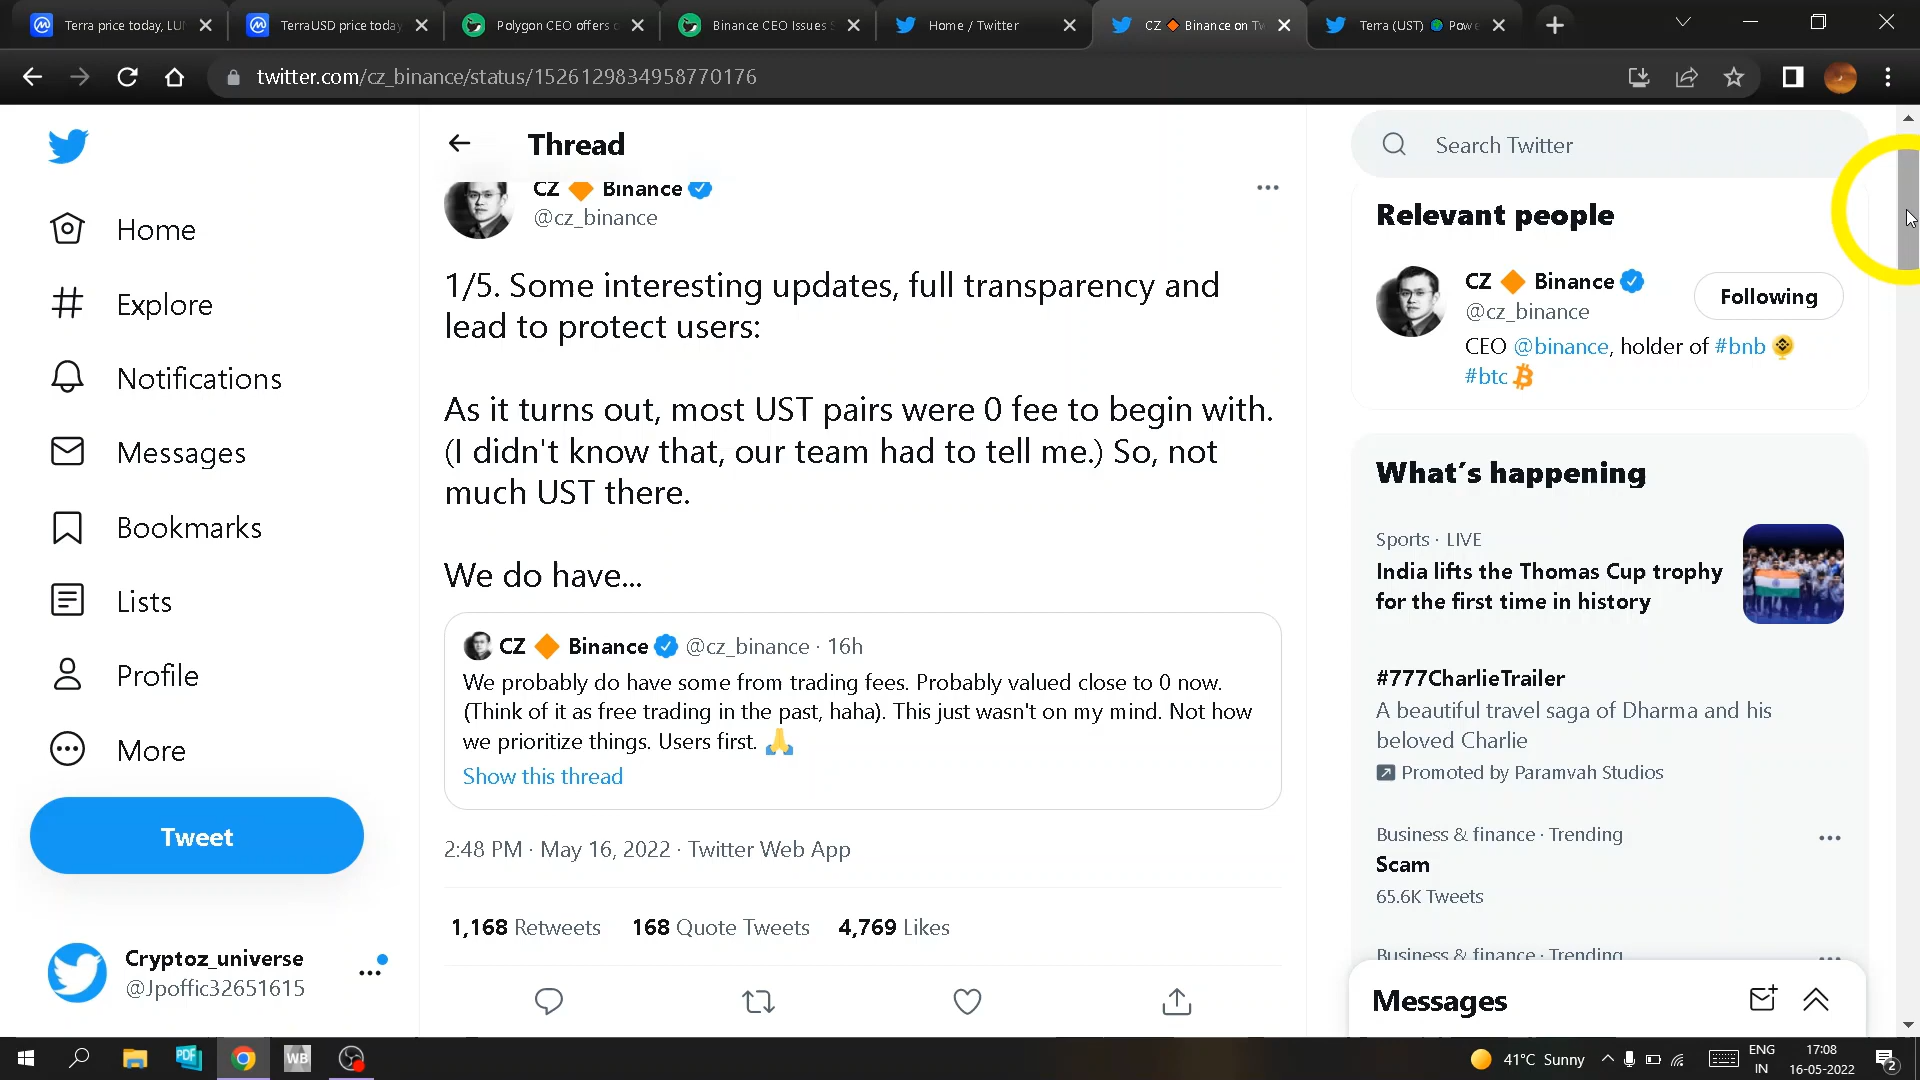 Terra price today, LUN
TerraUSD price today
Polygon CEO offers c
Binance CEO Issues S
Home / Twitter
CZ 🔶 Binance on Tw
Terra (UST) 🌍 Powe
twitter.com/cz_binance/status/1526129834958770176
Home
Explore
Notifications
Messages
Bookmarks
Lists
Profile
More
Tweet
Cryptoz_universe
@Jpoffic32651615
Thread
CZ 🔶 Binance
@cz_binance
1/5. Some interesting updates, full transparency and
lead to protect users:
As it turns out, most UST pairs were 0 fee to begin with.
(I didn't know that, our team had to tell me.) So, not
much UST there.
We do have...
CZ 🔶 Binance @cz_binance · 16h
We probably do have some from trading fees. Probably valued close to 0 now.
(Think of it as free trading in the past, haha). This just wasn't on my mind. Not how
we prioritize things. Users first. 🙏
Show this thread
2:48 PM · May 16, 2022 · Twitter Web App
1,168 Retweets 168 Quote Tweets 4,769 Likes
Search Twitter
Relevant people
CZ 🔶 Binance
@cz_binance
Following
CEO @binance, holder of #bnb
#btc
What's happening
Sports · LIVE
India lifts the Thomas Cup trophy
for the first time in history
#777CharlieTrailer
A beautiful travel saga of Dharma and his
beloved Charlie
Promoted by Paramvah Studios
Business & finance · Trending
Scam
65.6K Tweets
Business & finance · Trending
Messages
PDF
WB
41°C Sunny
ENG
IN
17:08
16-05-2022
2